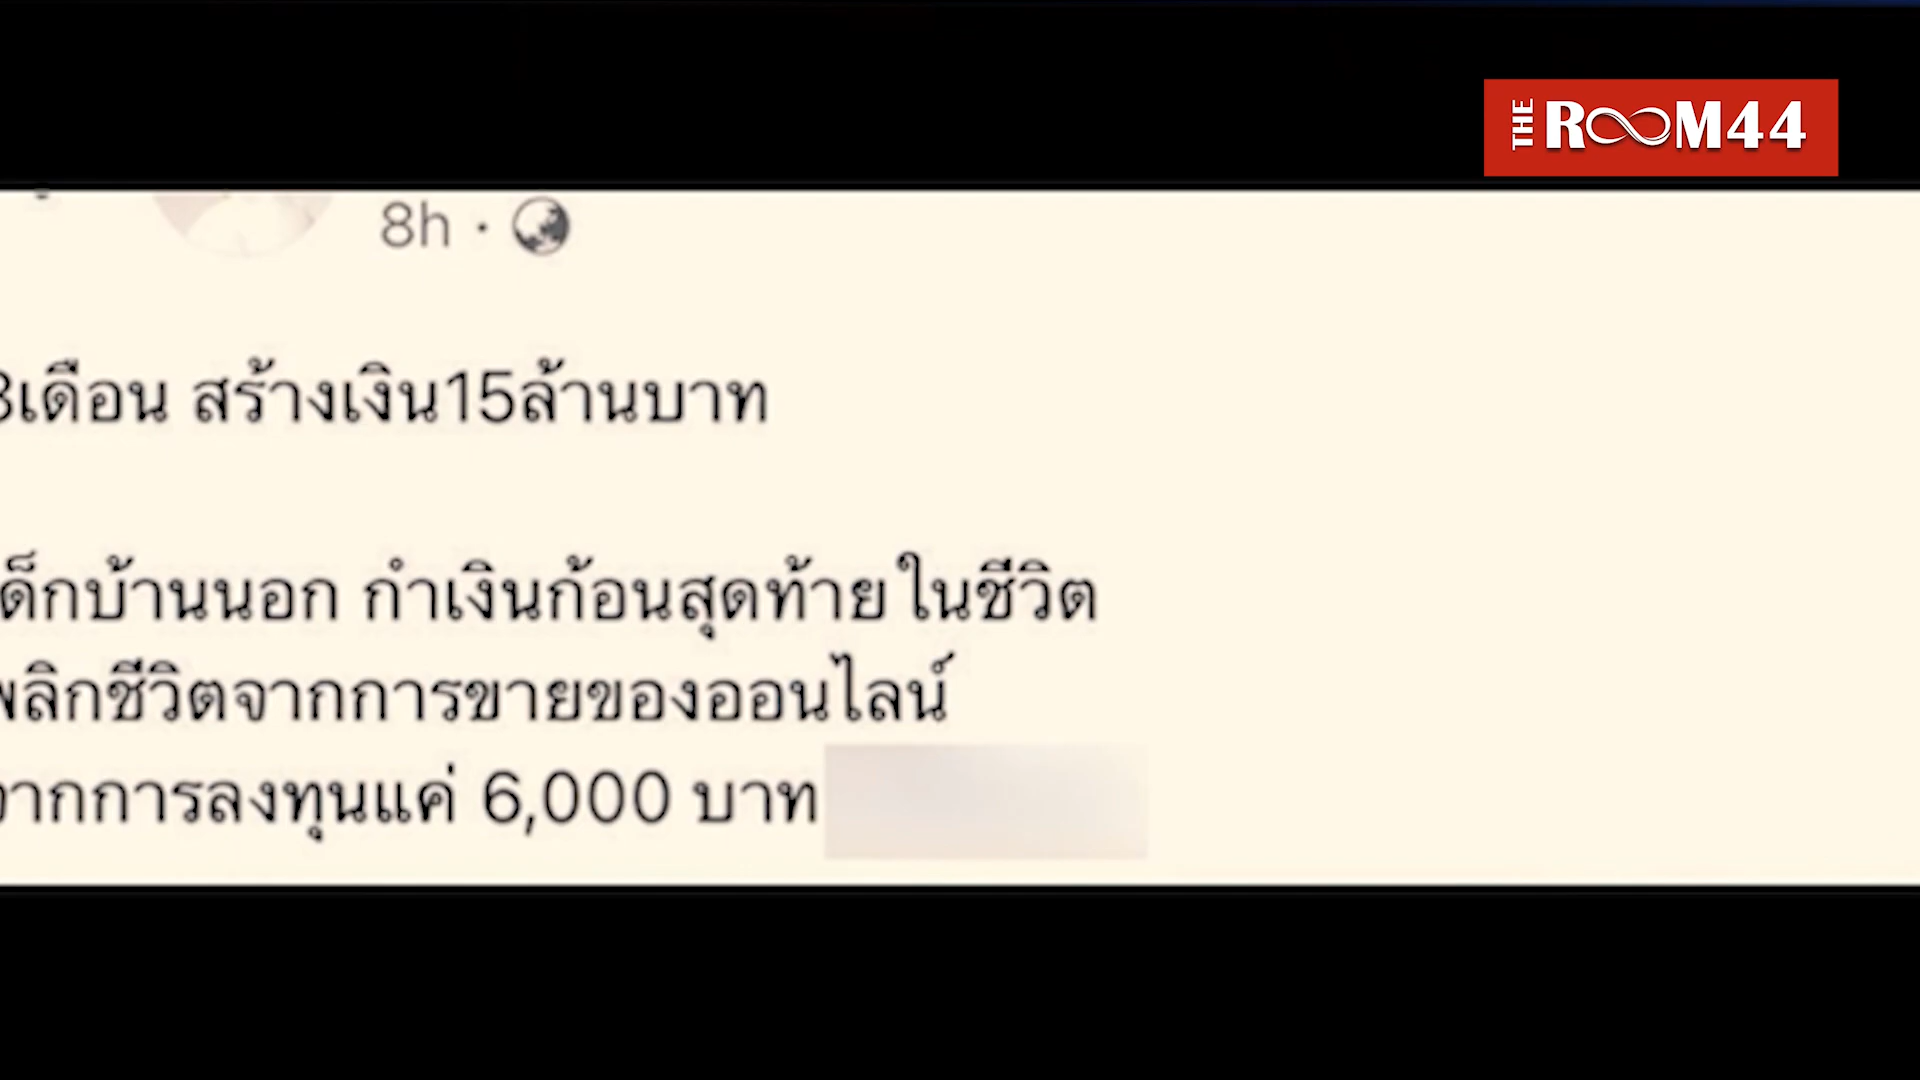 THE ROOM44
8h ·
3เดือน สร้างเงิน15ล้านบาท
เด็กบ้านนอก กำเงินก้อนสุดท้ายในชีวิต
พลิกชีวิตจากการขายของออนไลน์
จากการลงทุนแค่ 6,000 บาท